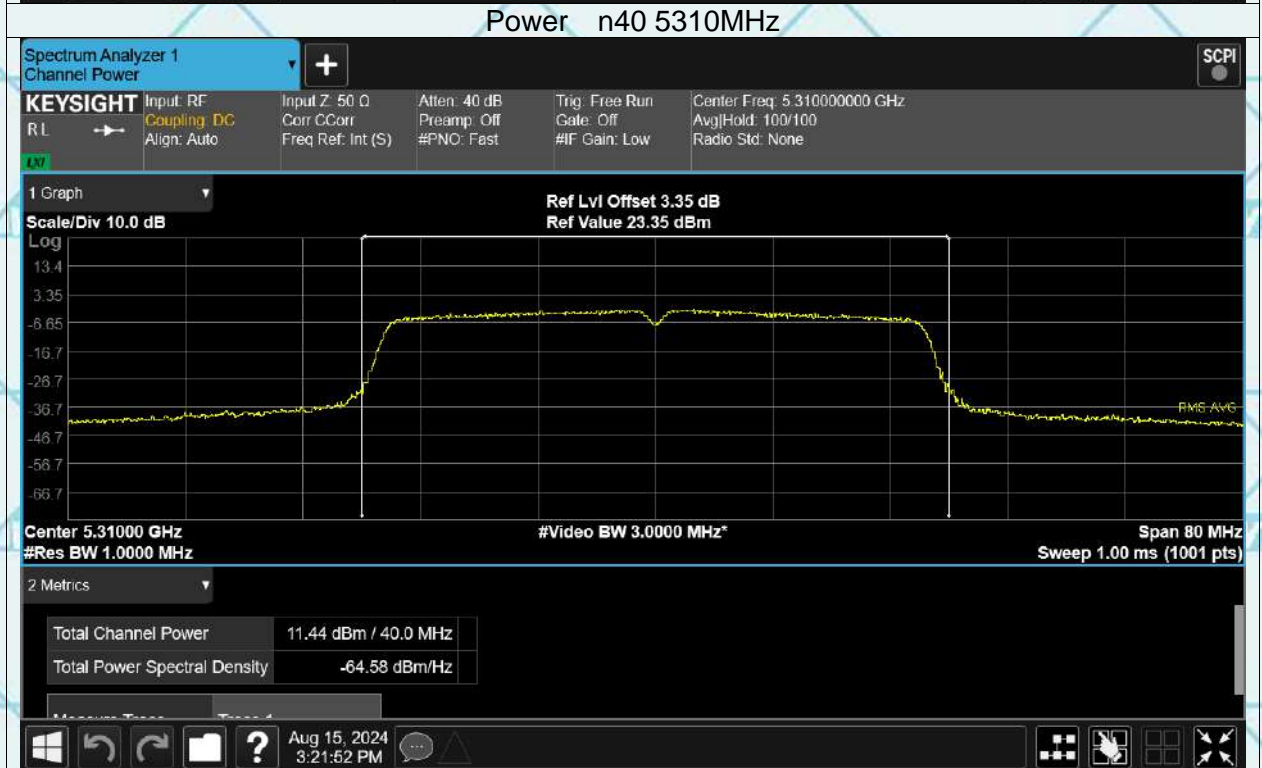 Power n40 5310MHz
Spectrum Analyzer 1
Channel Power
+
SCPI
KEYSIGHT
RL
LXI
Input: RF
Coupling: DC
Align: Auto
Input Z: 50 Ω
Corr CCorr
Freq Ref: Int (S)
Atten: 40 dB
Preamp: Off
#PNO: Fast
Trig: Free Run
Gate: Off
#IF Gain: Low
Center Freq: 5.310000000 GHz
Avg|Hold: 100/100
Radio Std: None
1 Graph
Scale/Div 10.0 dB
Ref Lvl Offset 3.35 dB
Ref Value 23.35 dBm
Log
13.4
3.35
-6.65
-16.7
-26.7
-36.7
-46.7
-56.7
-66.7
RMS AVG
Center 5.31000 GHz
#Res BW 1.0000 MHz
#Video BW 3.0000 MHz*
Span 80 MHz
Sweep 1.00 ms (1001 pts)
2 Metrics
Total Channel Power 11.44 dBm / 40.0 MHz
Total Power Spectral Density -64.58 dBm/Hz
?
Aug 15, 2024
3:21:52 PM